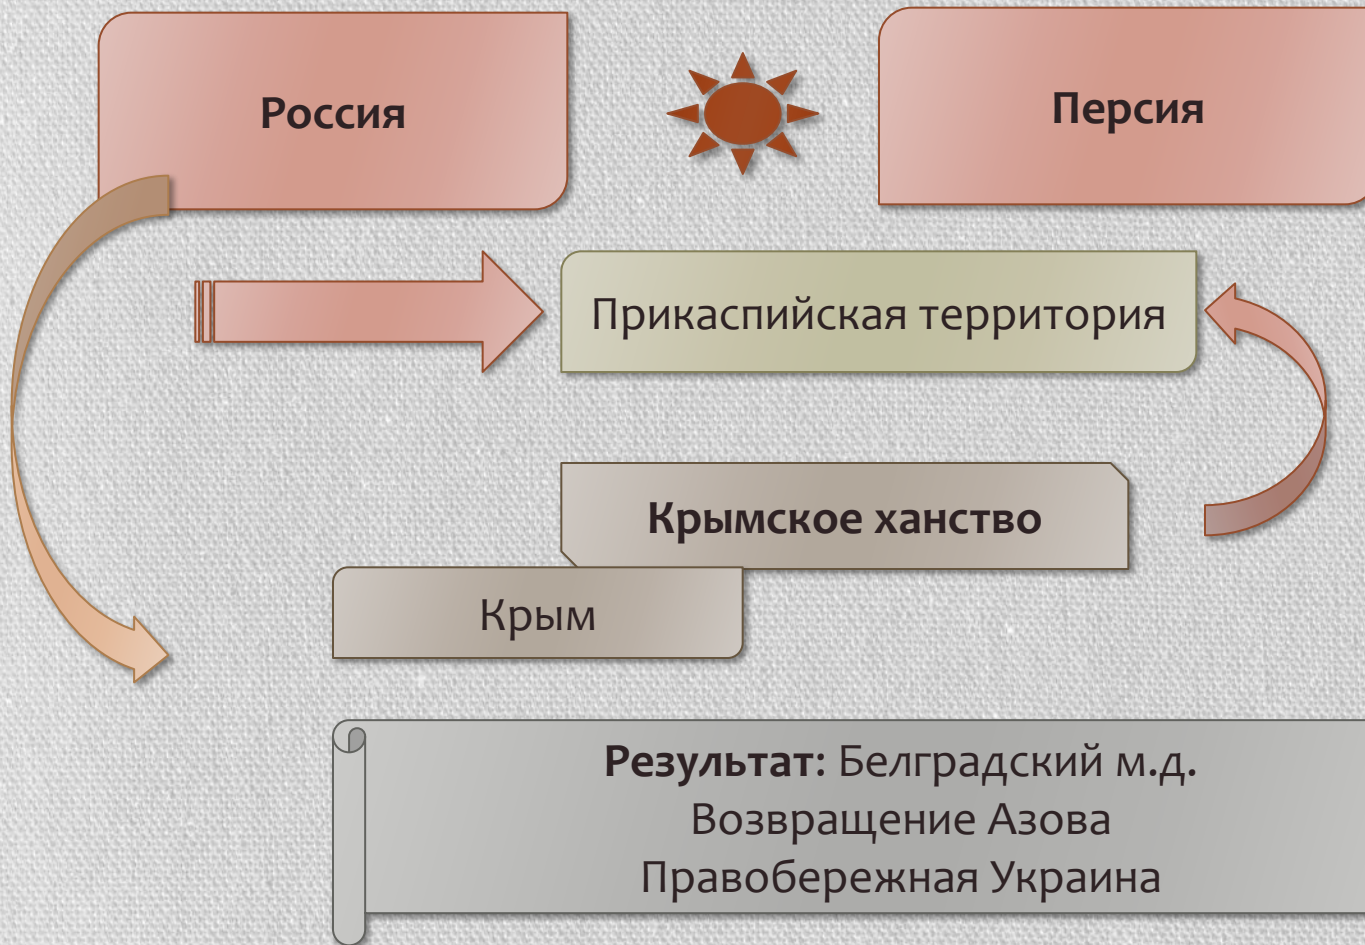 Россия
Персия
Прикаспийская территория
Крымское ханство
Крым
Результат: Белградский м.д.
Возвращение Азова
Правобережная Украина